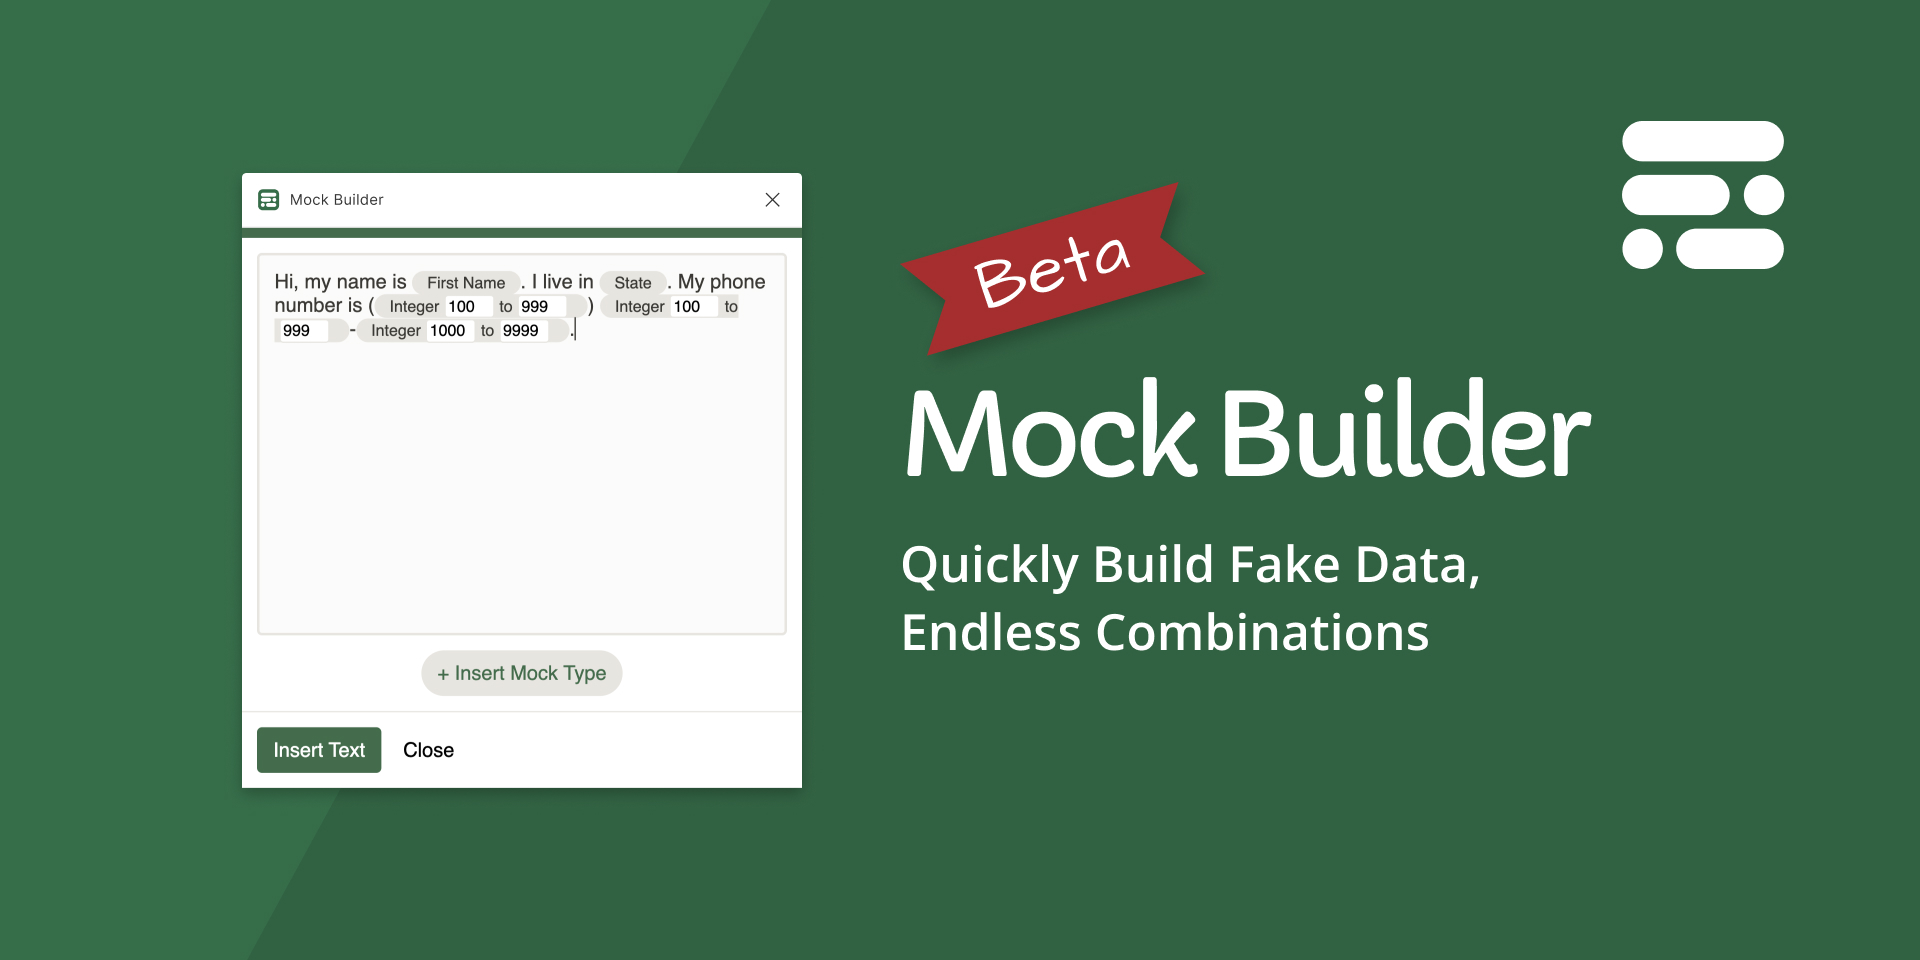 Mock Builder
Hi, my name is First Name . I live in State . My phone
number is ( Integer 100 to 999 ) Integer 100 to
999 - Integer 1000 to 9999 .
+ Insert Mock Type
Insert Text Close
Beta
Mock Builder
Quickly Build Fake Data,
Endless Combinations